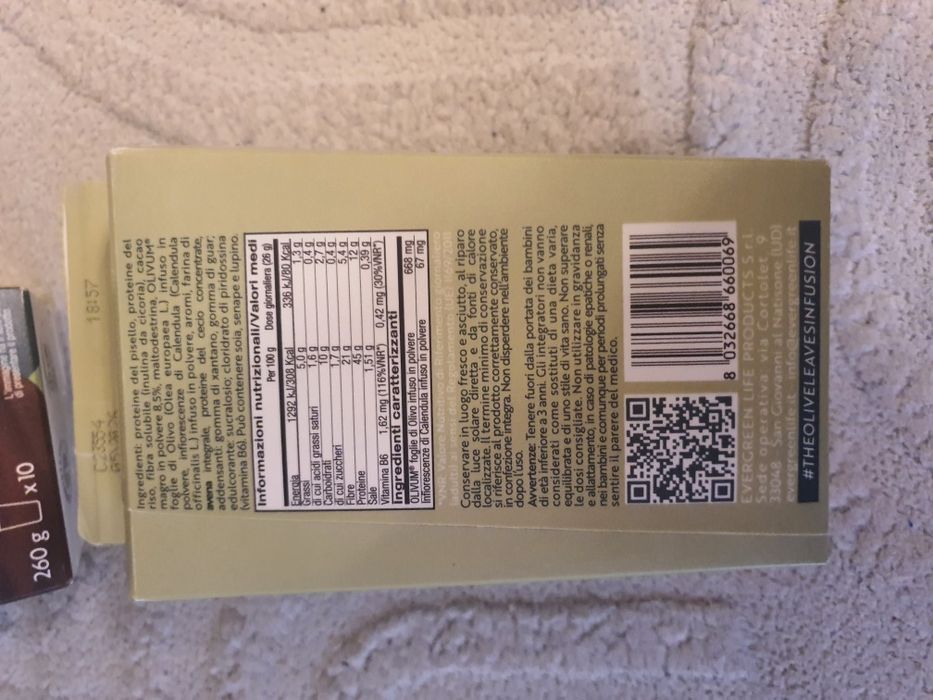 Ingredienti: proteine del pisello, proteine del
riso, fibra solubile (inulina da cicoria), cacao
magro in polvere 8,5%, maltodestrina, OLIVUM®
foglie di Olivo (Olea europaea L.) infuso in
polvere, infiorescenze di Calendula (Calendula
officinalis L.) infuso in polvere, aromi, farina di
avena integrale, proteine del cecio concentrate,
addensanti: gomma di xantano, gomma di guar;
edulcorante: sucralosio; cloridrato di piridossina
(vitamina B6). Può contenere soia, senape e lupino.
Informazioni nutrizionali/Valori medi
Per 100 g Dose giornaliera (26 g)
Energia 1292 kJ/308 Kcal 336 kJ/80 Kcal
Grassi 5,0 g 1,3 g
di cui acidi grassi saturi 1,6 g 0,4 g
Carboidrati 2,7 g
di cui zuccheri 1,7 g 0,4 g
Fibre 21 g 5,4 g
Proteine 45 g 12 g
Sale 1,51 g 0,39 g
Vitamina B6 1,62 mg (116%VNR*) 0,42 mg (30%VNR*)
Ingredienti caratterizzanti
OLIVUM® foglie di Olivo infuso in polvere 668 mg
Infiorescenze di Calendula infuso in polvere 67 mg
Conservare in luogo fresco e asciutto, al riparo
dalla luce solare diretta e da fonti di calore
localizzate. Il termine minimo di conservazione
si riferisce al prodotto correttamente conservato,
in confezione integra. Non disperdere nell'ambiente
dopo l'uso.
Avvertenze: Tenere fuori dalla portata dei bambini
di età inferiore a 3 anni. Gli integratori non vanno
considerati come sostituti di una dieta varia,
equilibrata e di uno stile di vita sano. Non superare
le dosi consigliate. Non utilizzare in gravidanza
e allattamento, in caso di patologie epatiche o renali,
nei bambini e comunque per periodi prolungati senza
sentire il parere del medico.
8 032668 660069
EVERGREEN LIFE PRODUCTS S.r.l.
Sede operativa via Cartotier, 9
33048 San Giovanni al Natisone (UD)
evergreenlife.it info@evergreenlife.it
#THEOLIVELEAVESINFUSION
18:57
260 g x10